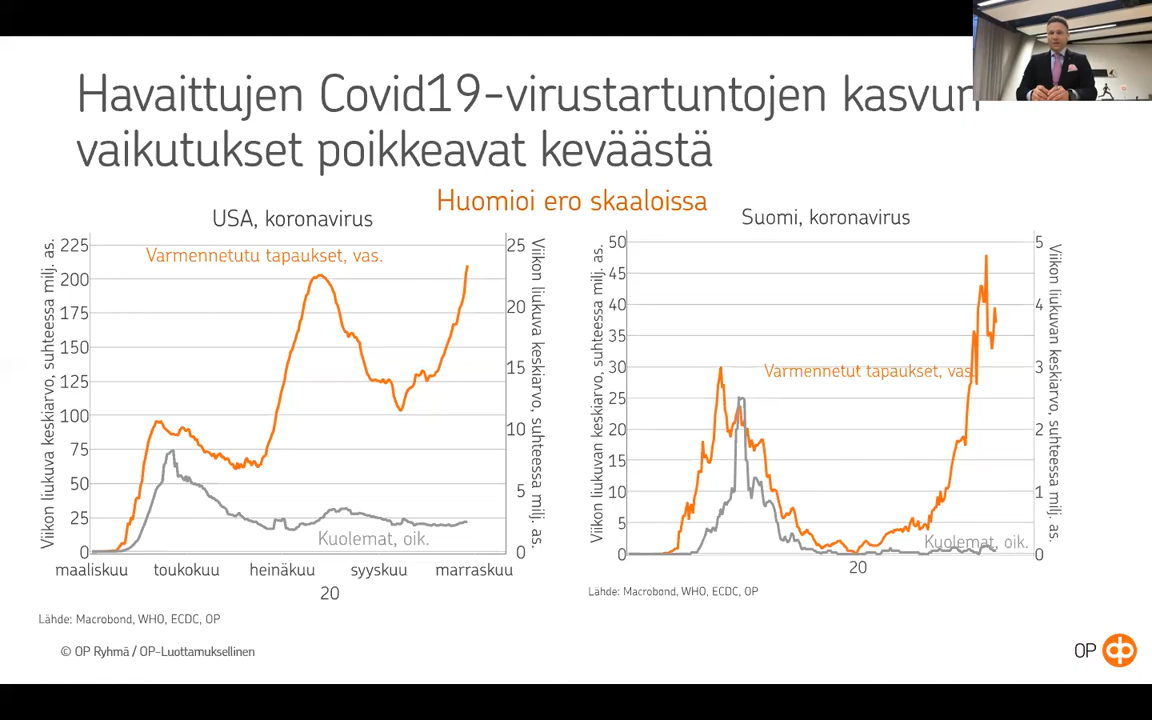 Havaittujen Covid19-virustartuntojen kasvun
vaikutukset poikkeavat keväästä
Huomioi ero skaaloissa
USA, koronavirus
Viikon liukuva keskiarvo, suhteessa milj. as.
225
200
175
150
125
100
75
50
25
0
Varmennetutu tapaukset, vas.
Kuolemat, oik.
25
20
15
10
5
0
Viikon liukuva keskiarvo, suhteessa milj. as.
maaliskuu toukokuu heinäkuu syyskuu marraskuu
20
Lähde: Macrobond, WHO, ECDC, OP
Suomi, koronavirus
Viikon liukuvan keskiarvo, suhteessa milj. as.
50
45
40
35
30
25
20
15
10
5
0
Varmennetut tapaukset, vas.
Kuolemat, oik.
5
4
3
2
1
0
Viikon liukuvan keskiarvo, suhteessa milj. as.
20
Lähde: Macrobond, WHO, ECDC, OP
© OP Ryhmä / OP-Luottamuksellinen
OP